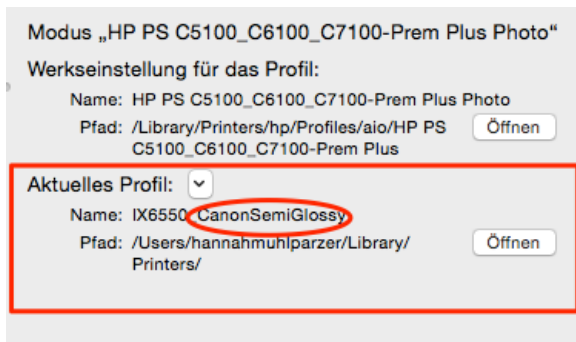 Modus „HP PS C5100_C6100_C7100-Prem Plus Photo“
Werkseinstellung für das Profil:
Name: HP PS C5100_C6100_C7100-Prem Plus Photo
Pfad: /Library/Printers/hp/Profiles/aio/HP PS Öffnen
C5100_C6100_C7100-Prem Plus
Aktuelles Profil:
Name: IX6550_CanonSemiGlossy
Pfad: /Users/hannahmuhlparzer/Library/ Öffnen
Printers/